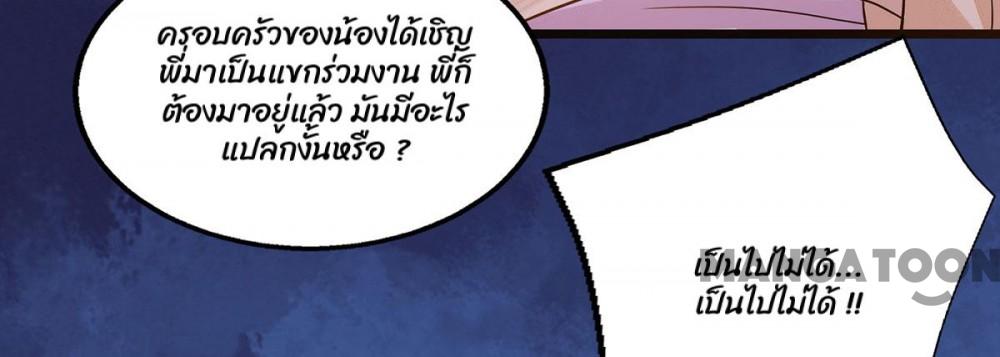 ครอบครัวของน้องได้เชิญ
พี่มาเป็นแขกร่วมงาน พี่ก็
ต้องมาอยู่แล้ว มันมีอะไร
แปลกงั้นหรือ ?
เป็นไปไม่ได้...
เป็นไปไม่ได้ !!
MANGATOON